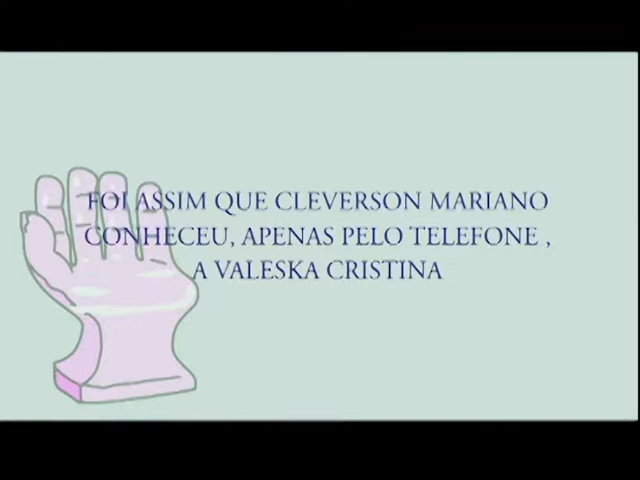 FOI ASSIM QUE CLEVERSON MARIANO
CONHECEU, APENAS PELO TELEFONE ,
A VALESKA CRISTINA